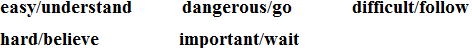 easy/understand dangerous/go difficult/follow
hard/believe important/wait